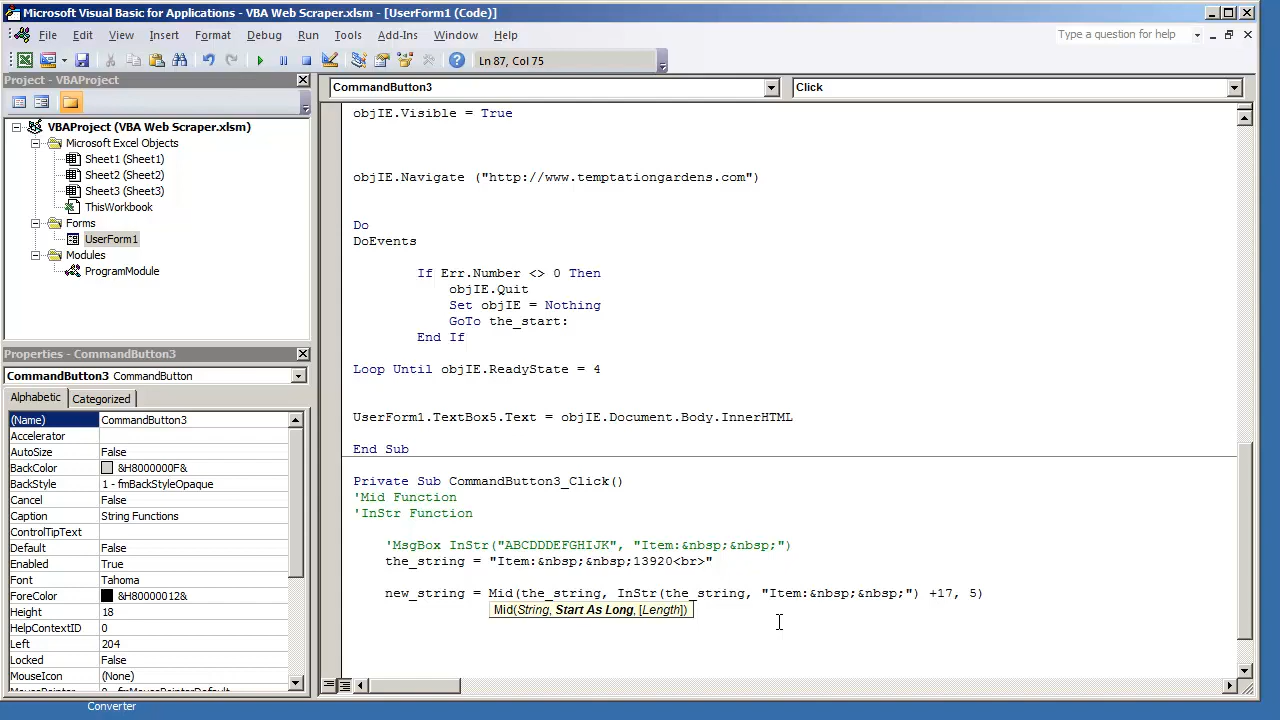 Microsoft Visual Basic for Applications - VBA Web Scraper.xlsm - [UserForm1 (Code)]
File Edit View Insert Format Debug Run Tools Add-Ins Window Help
Type a question for help
Ln 87, Col 75
Project - VBAProject
VBAProject (VBA Web Scraper.xlsm)
Microsoft Excel Objects
Sheet1 (Sheet1)
Sheet2 (Sheet2)
Sheet3 (Sheet3)
ThisWorkbook
Forms
UserForm1
Modules
ProgramModule
Properties - CommandButton3
CommandButton3 CommandButton
Alphabetic Categorized
(Name) CommandButton3
Accelerator
AutoSize False
BackColor &H8000000F&
BackStyle 1 - fmBackStyleOpaque
Cancel False
Caption String Functions
ControlTipText
Default False
Enabled True
Font Tahoma
ForeColor &H80000012&
Height 18
HelpContextID 0
Left 204
Locked False
MouseIcon (None)
MousePointer 0 - fmMousePointerDefault
CommandButton3 Click
objIE.Visible = True
objIE.Navigate ("http://www.temptationgardens.com")
Do
DoEvents
If Err.Number <> 0 Then
objIE.Quit
Set objIE = Nothing
GoTo the_start:
End If
Loop Until objIE.ReadyState = 4
UserForm1.TextBox5.Text = objIE.Document.Body.InnerHTML
End Sub
Private Sub CommandButton3_Click()
'Mid Function
'InStr Function
'MsgBox InStr("ABCDDDEFGHIJK", "Item:&nbsp;&nbsp;")
the_string = "Item:&nbsp;&nbsp;13920<br>"
new_string = Mid(the_string, InStr(the_string, "Item:&nbsp;&nbsp;") +17, 5)
Mid(String, Start As Long, [Length])
Converter